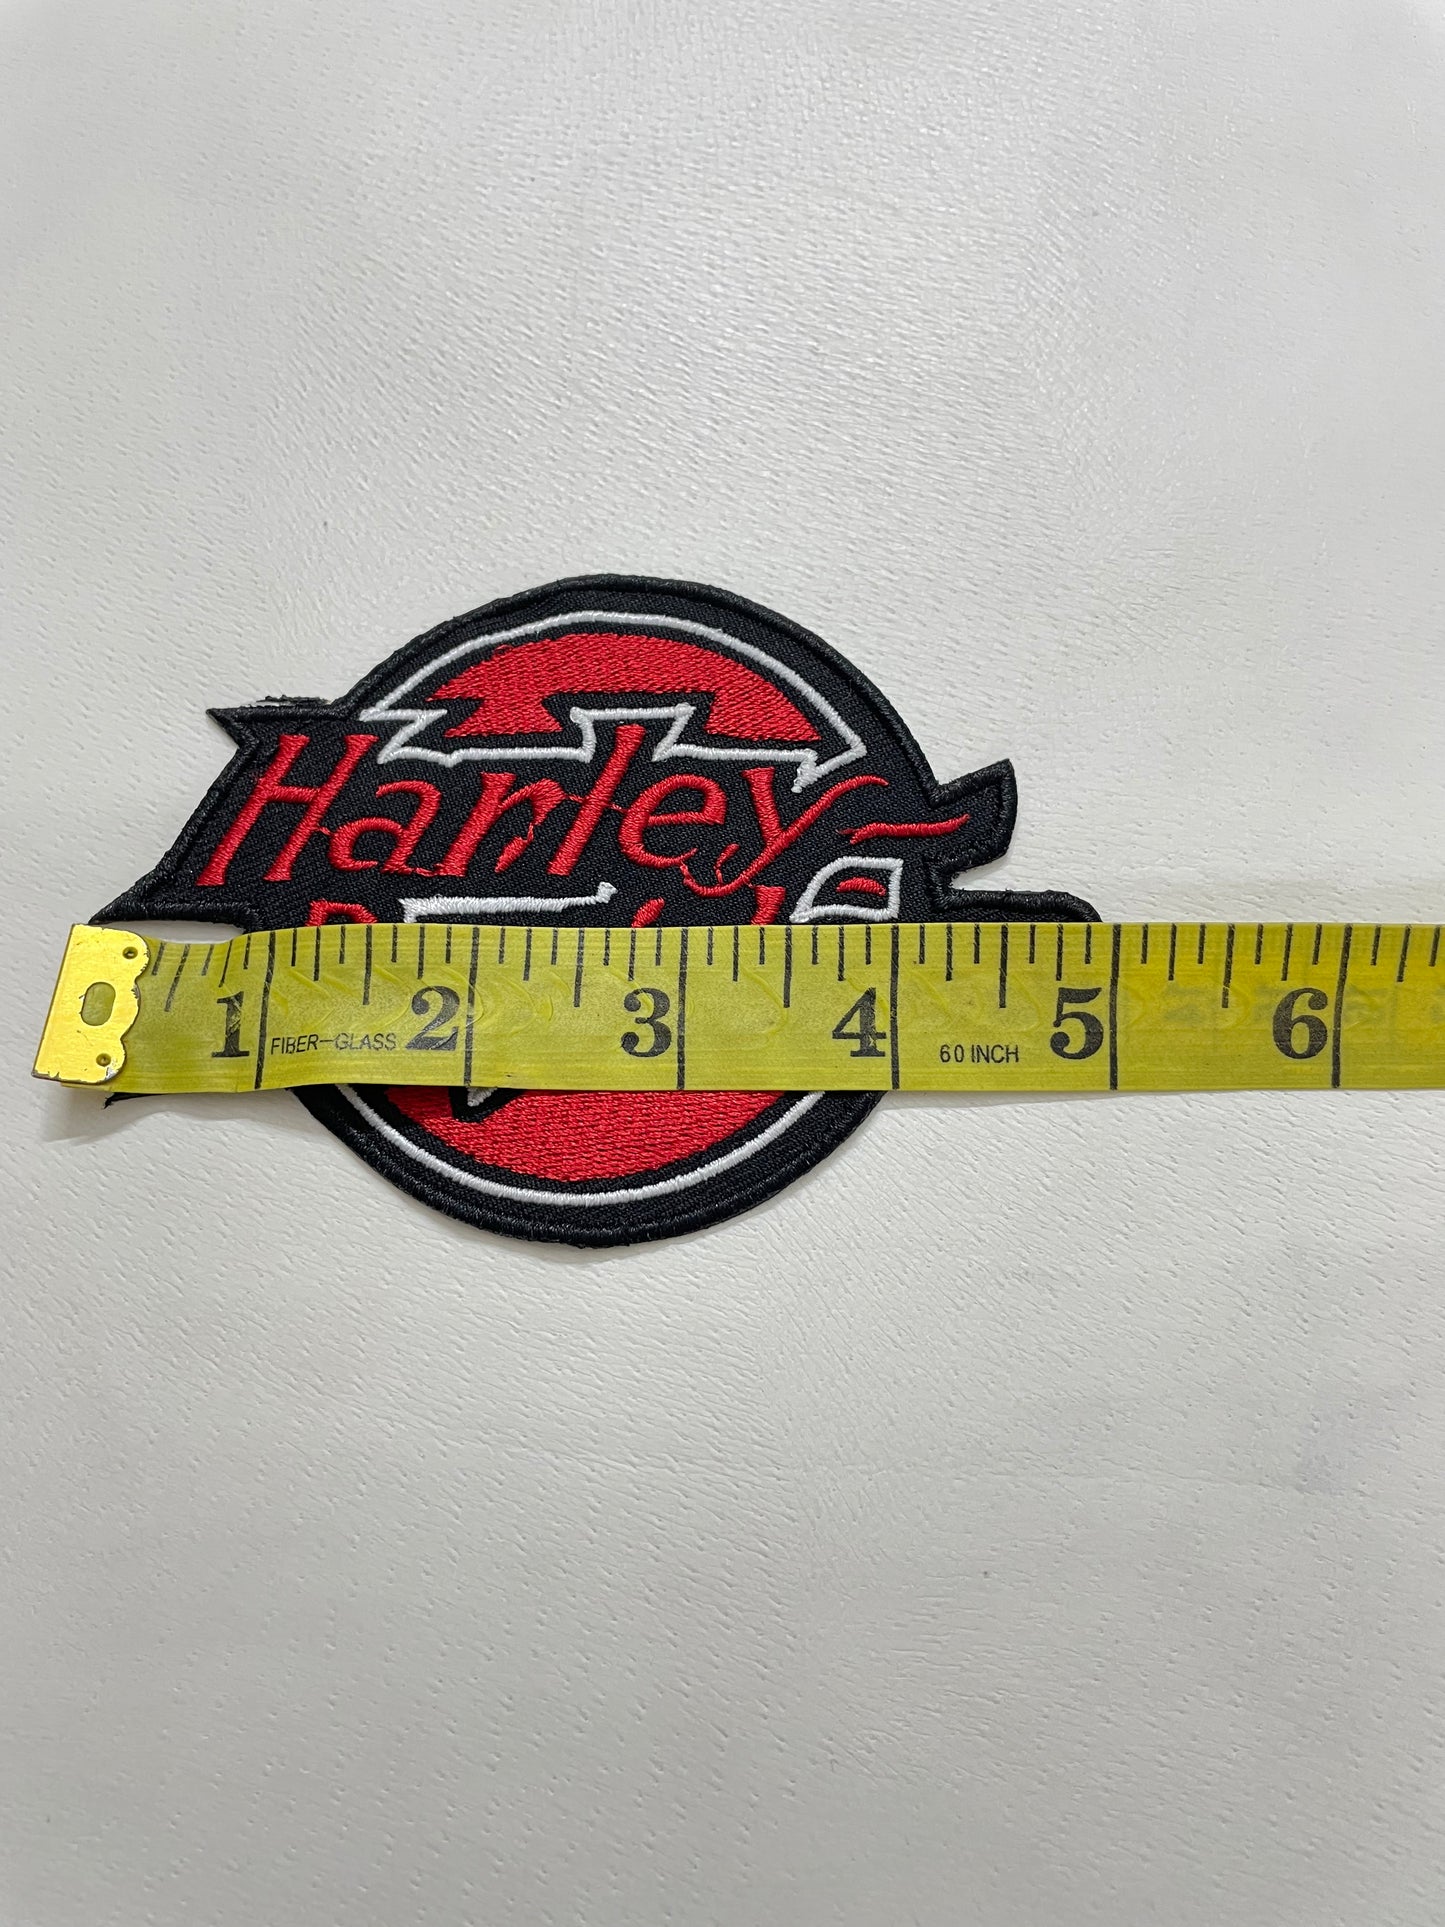 Harley
1 2 3 4 5 6
FIBER-GLASS 60 INCH